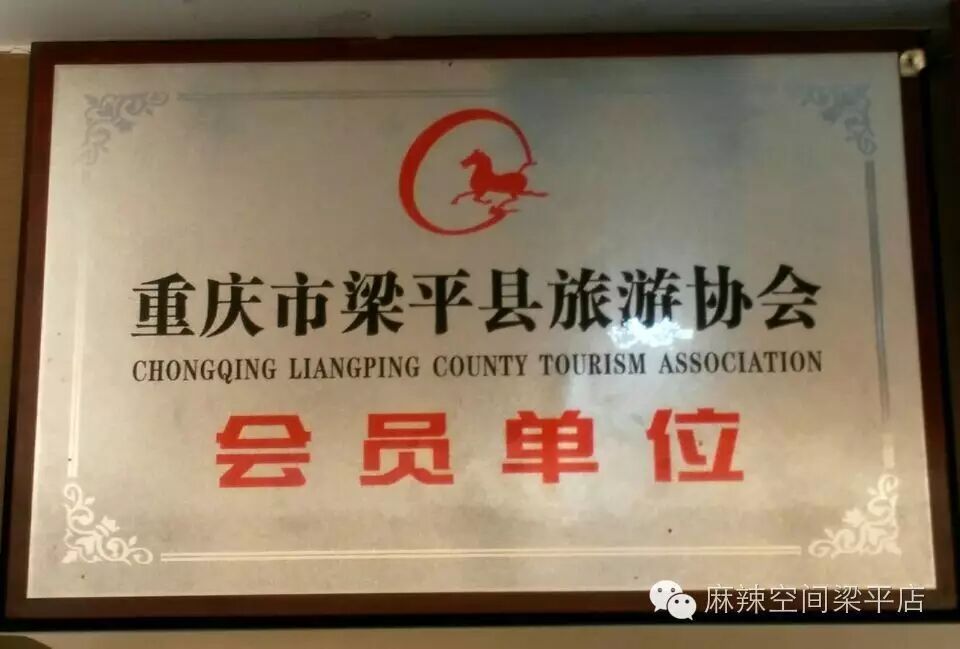 重庆市梁平县旅游协会
CHONGQING LIANGPING COUNTY TOURISM ASSOCIATION
会员单位
麻辣空间梁平店